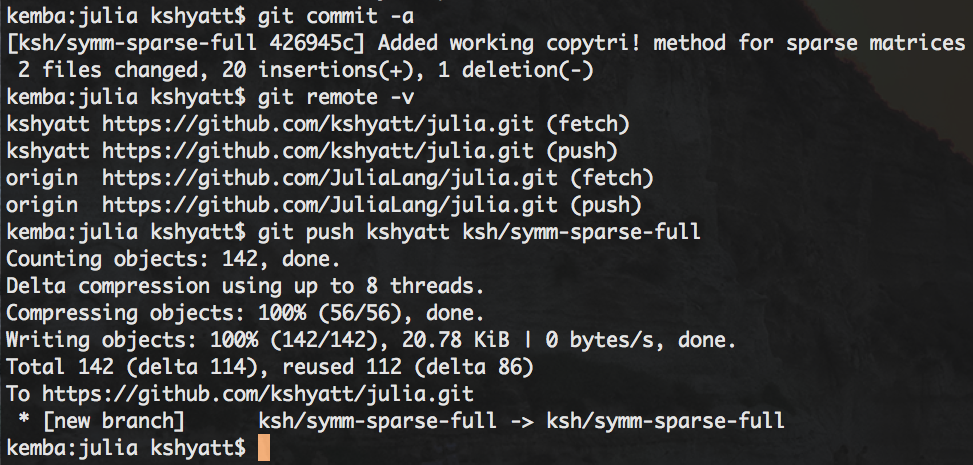 kemba:julia kshyatt$ git commit -a
[ksh/symm-sparse-full 426945c] Added working copytri! method for sparse matrices
 2 files changed, 20 insertions(+), 1 deletion(-)
kemba:julia kshyatt$ git remote -v
kshyatt https://github.com/kshyatt/julia.git (fetch)
kshyatt https://github.com/kshyatt/julia.git (push)
origin  https://github.com/JuliaLang/julia.git (fetch)
origin  https://github.com/JuliaLang/julia.git (push)
kemba:julia kshyatt$ git push kshyatt ksh/symm-sparse-full
Counting objects: 142, done.
Delta compression using up to 8 threads.
Compressing objects: 100% (56/56), done.
Writing objects: 100% (142/142), 20.78 KiB | 0 bytes/s, done.
Total 142 (delta 114), reused 112 (delta 86)
To https://github.com/kshyatt/julia.git
 * [new branch]      ksh/symm-sparse-full -> ksh/symm-sparse-full
kemba:julia kshyatt$